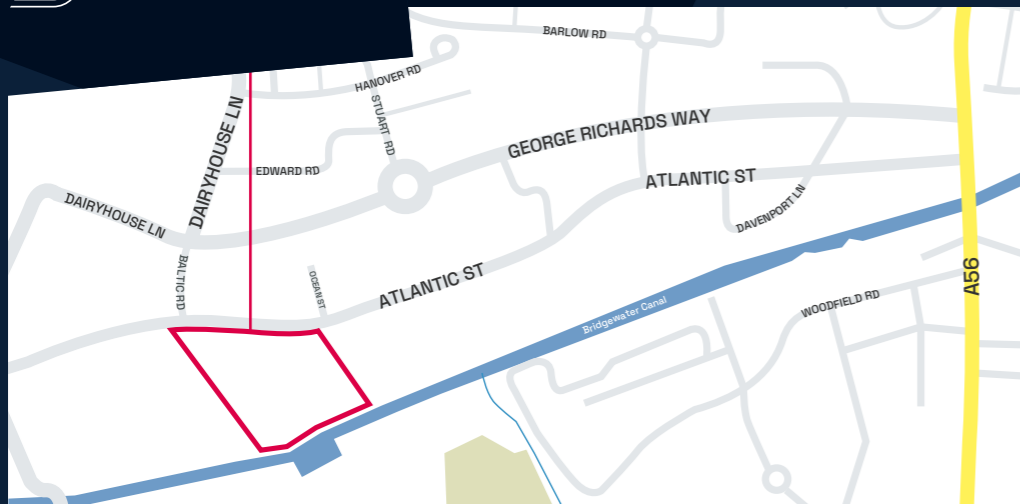 BARLOW RD
HANOVER RD
STUART RD
DAIRYHOUSE LN
GEORGE RICHARDS WAY
EDWARD RD
ATLANTIC ST
DAIRYHOUSE LN
DAVENPORT LN
BALTIC RD
OCEAN ST
ATLANTIC ST
A56
WOODFIELD RD
Bridgewater Canal